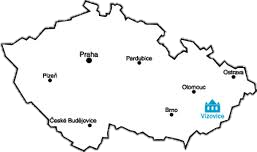 Praha
Pardubice
Plzeň
Ostrava
Olomouc
Vizovice
Brno
České Budějovice